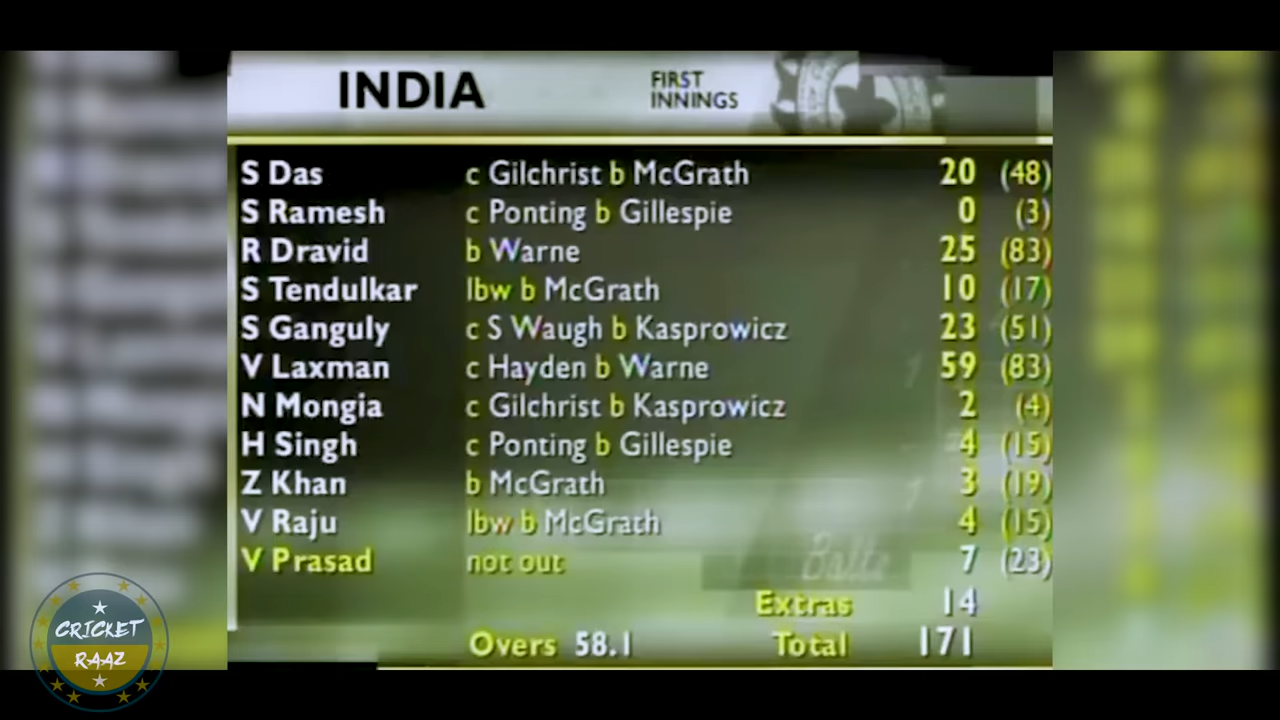 INDIA FIRST INNINGS
S Das c Gilchrist b McGrath 20 (48)
S Ramesh c Ponting b Gillespie 0 (3)
R Dravid b Warne 25 (83)
S Tendulkar lbw b McGrath 10 (17)
S Ganguly c S Waugh b Kasprowicz 23 (51)
V Laxman c Hayden b Warne 59 (83)
N Mongia c Gilchrist b Kasprowicz 2 (4)
H Singh c Ponting b Gillespie 4 (15)
Z Khan b McGrath 3 (19)
V Raju lbw b McGrath 4 (15)
V Prasad not out 7 (23)
Extras 14
Overs 58.1 Total 171
CRICKET
RAAZ